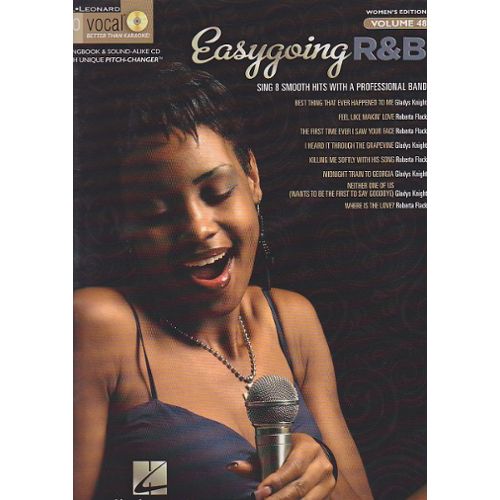 LEONARD
WOMEN'S EDITION
vocal
VOLUME 48
BETTER THAN KARAOKE!
SONGBOOK & SOUND-ALIKE CD
UNIQUE PITCH-CHANGER™
Easygoing R&B
SING 8 SMOOTH HITS WITH A PROFESSIONAL BAND
BEST THING THAT EVER HAPPENED TO ME Gladys Knight
FEEL LIKE MAKIN' LOVE Roberta Flack
THE FIRST TIME EVER I SAW YOUR FACE Roberta Flack
I HEARD IT THROUGH THE GRAPEVINE Gladys Knight
KILLING ME SOFTLY WITH HIS SONG Roberta Flack
MIDNIGHT TRAIN TO GEORGIA Gladys Knight
NEITHER ONE OF US
(WANTS TO BE THE FIRST TO SAY GOODBYE) Gladys Knight
WHERE IS THE LOVE? Roberta Flack